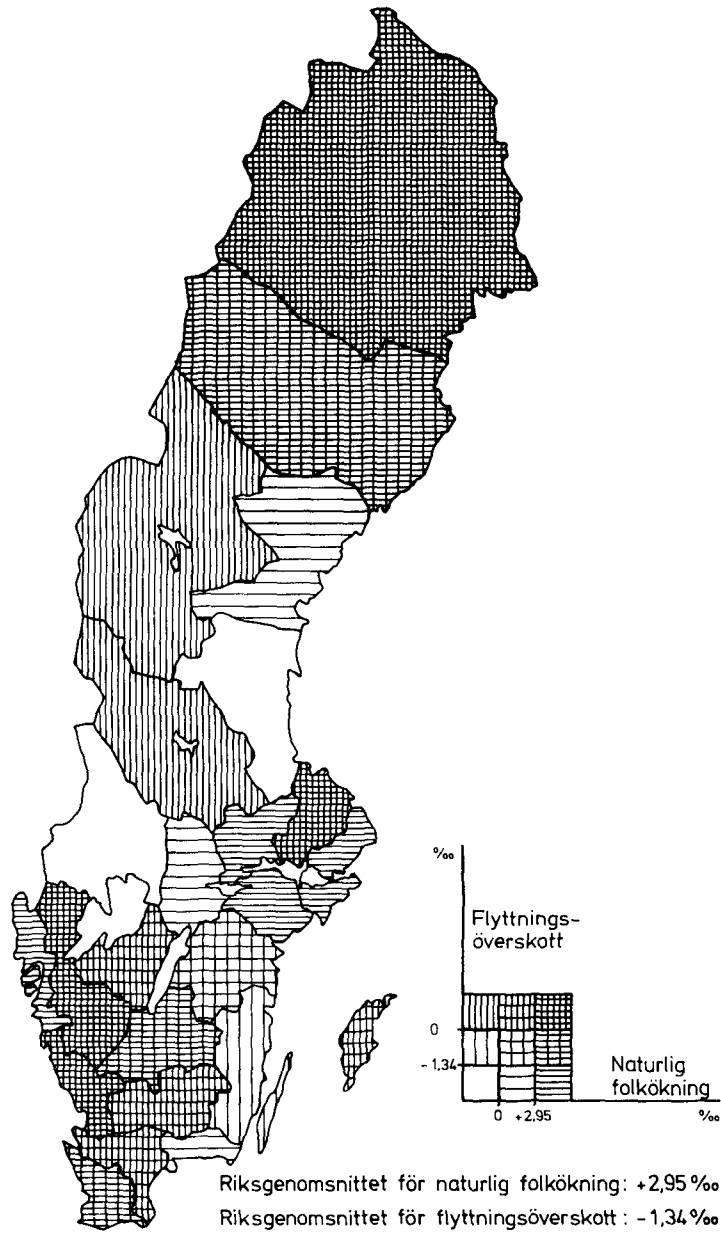 ‰
Flyttnings-
överskott
0
- 1,34
Naturlig
folkökning
0 + 2,95 ‰
Riksgenomsnittet för naturlig folkökning: +2,95 ‰
Riksgenomsnittet för flyttningsöverskott : - 1,34 ‰